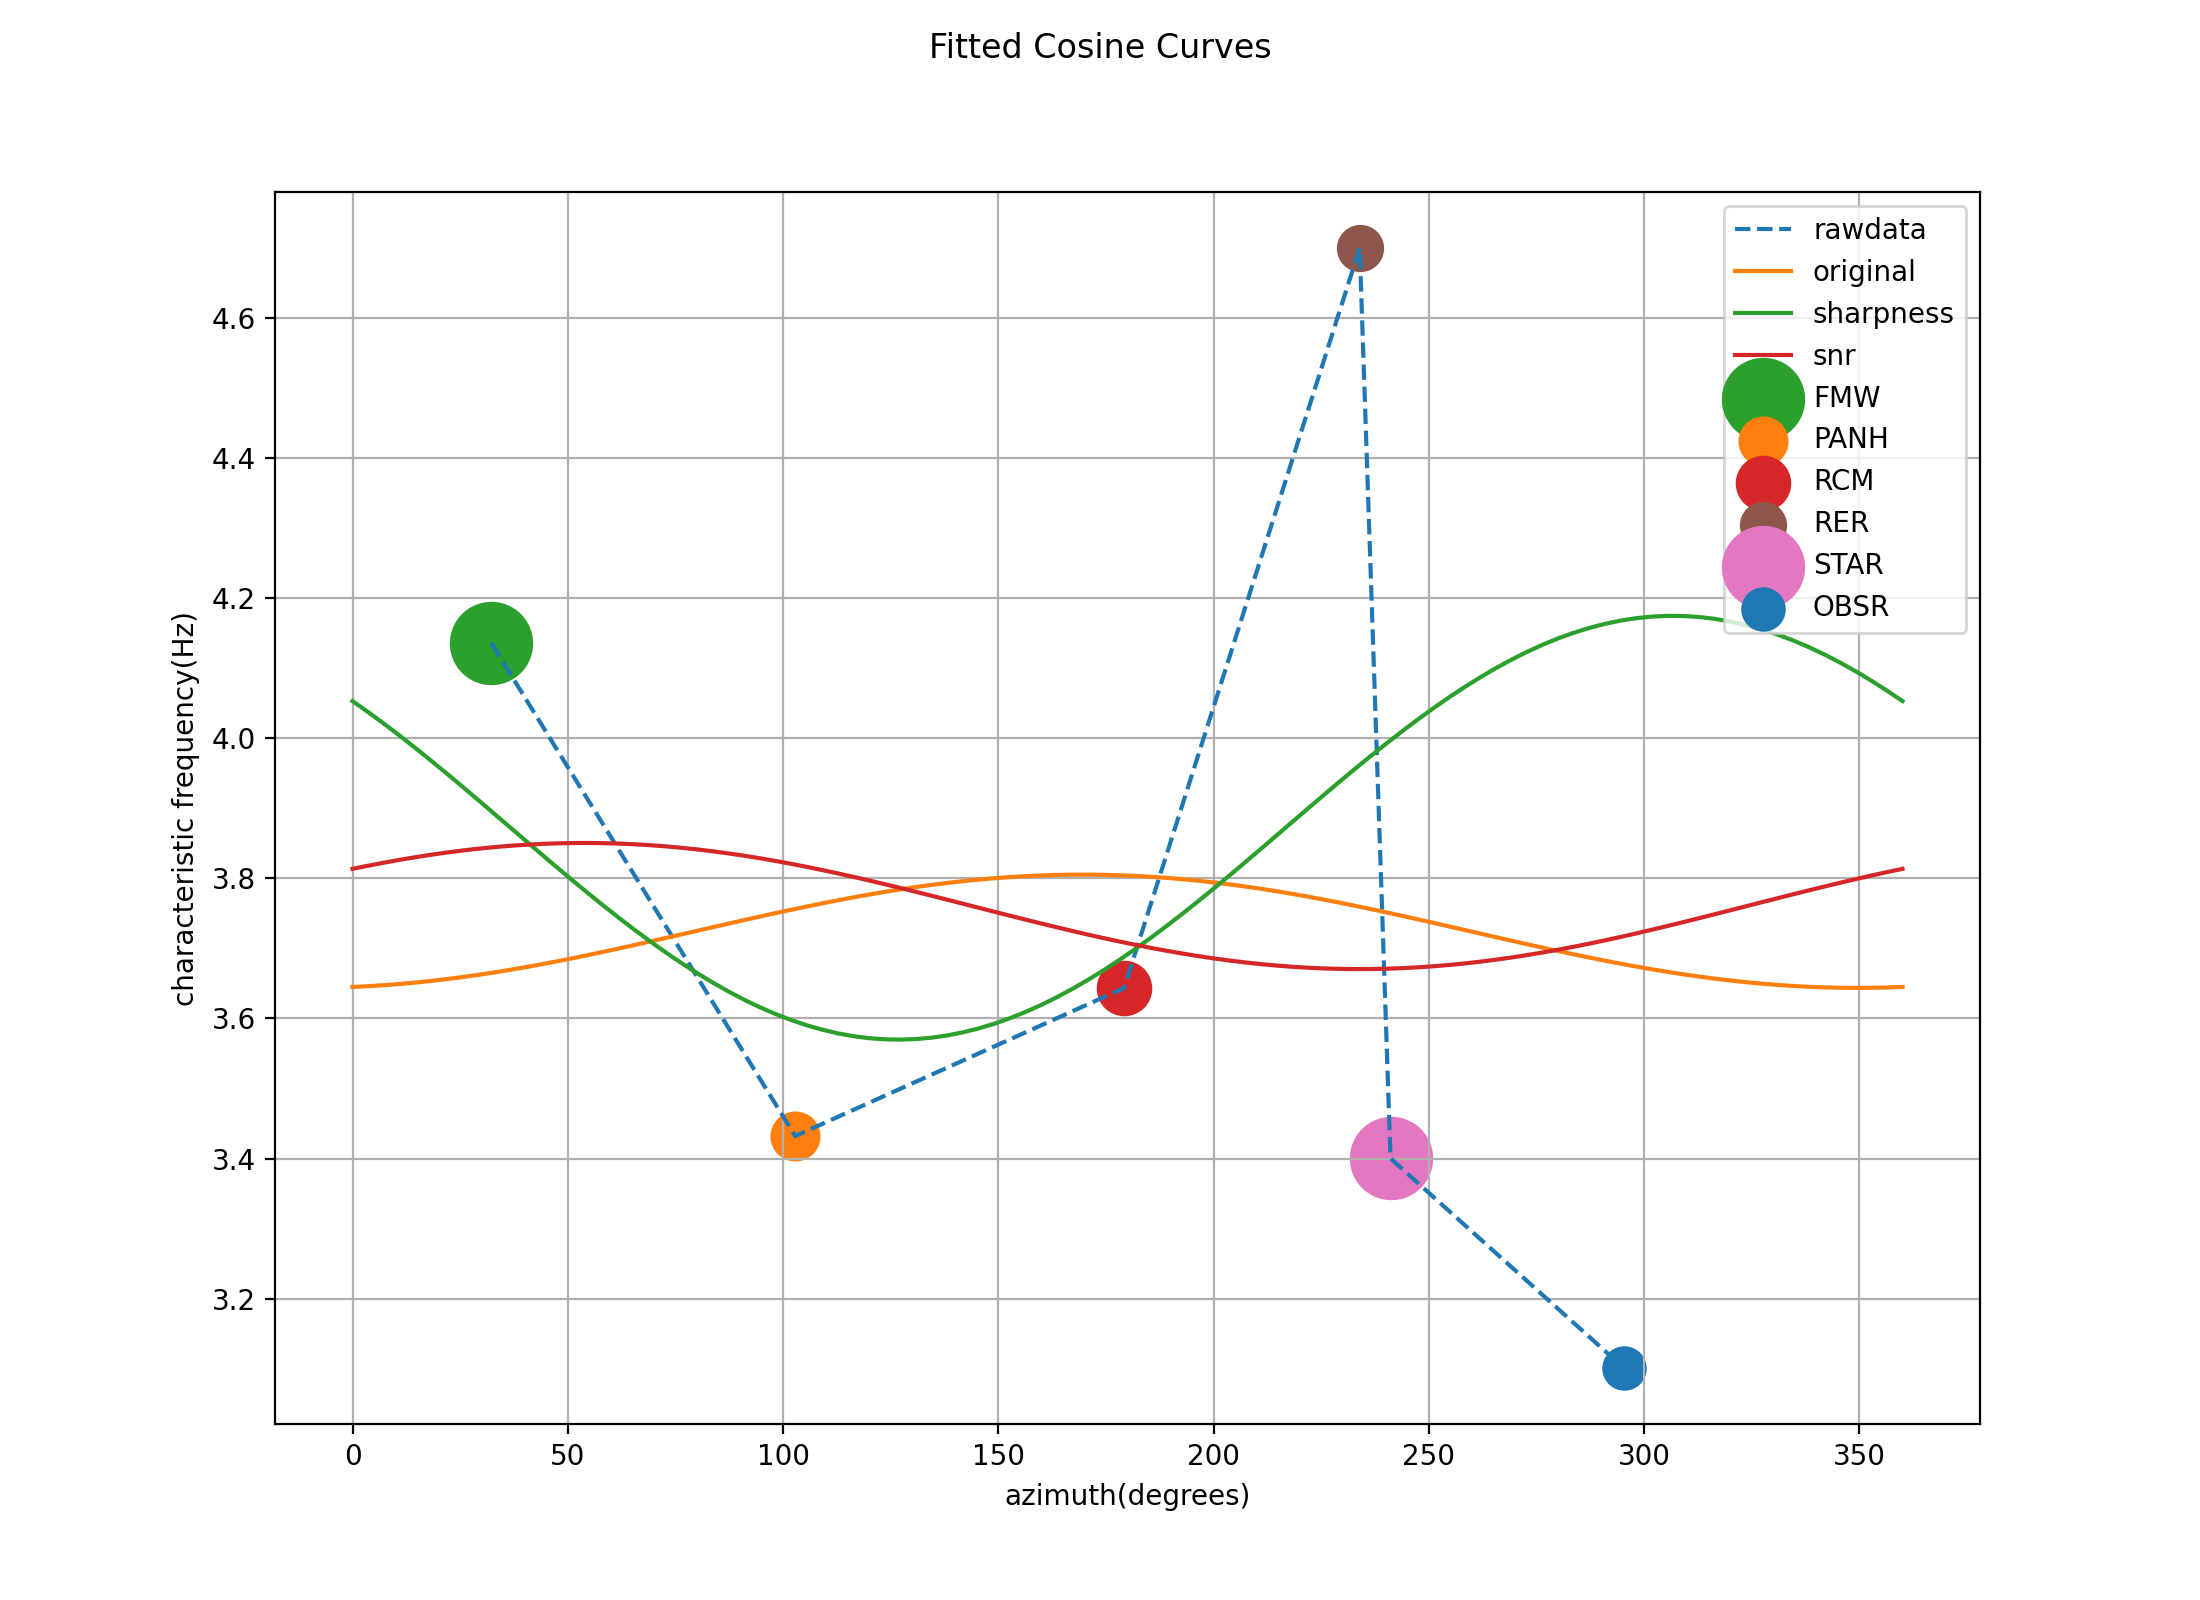 Fitted Cosine Curves
rawdata
original
sharpness
snr
FMW
PANH
RCM
RER
STAR
OBSR
characteristic frequency(Hz)
4.6
4.4
4.2
4.0
3.8
3.6
3.4
3.2
0 50 100 150 200 250 300 350
azimuth(degrees)